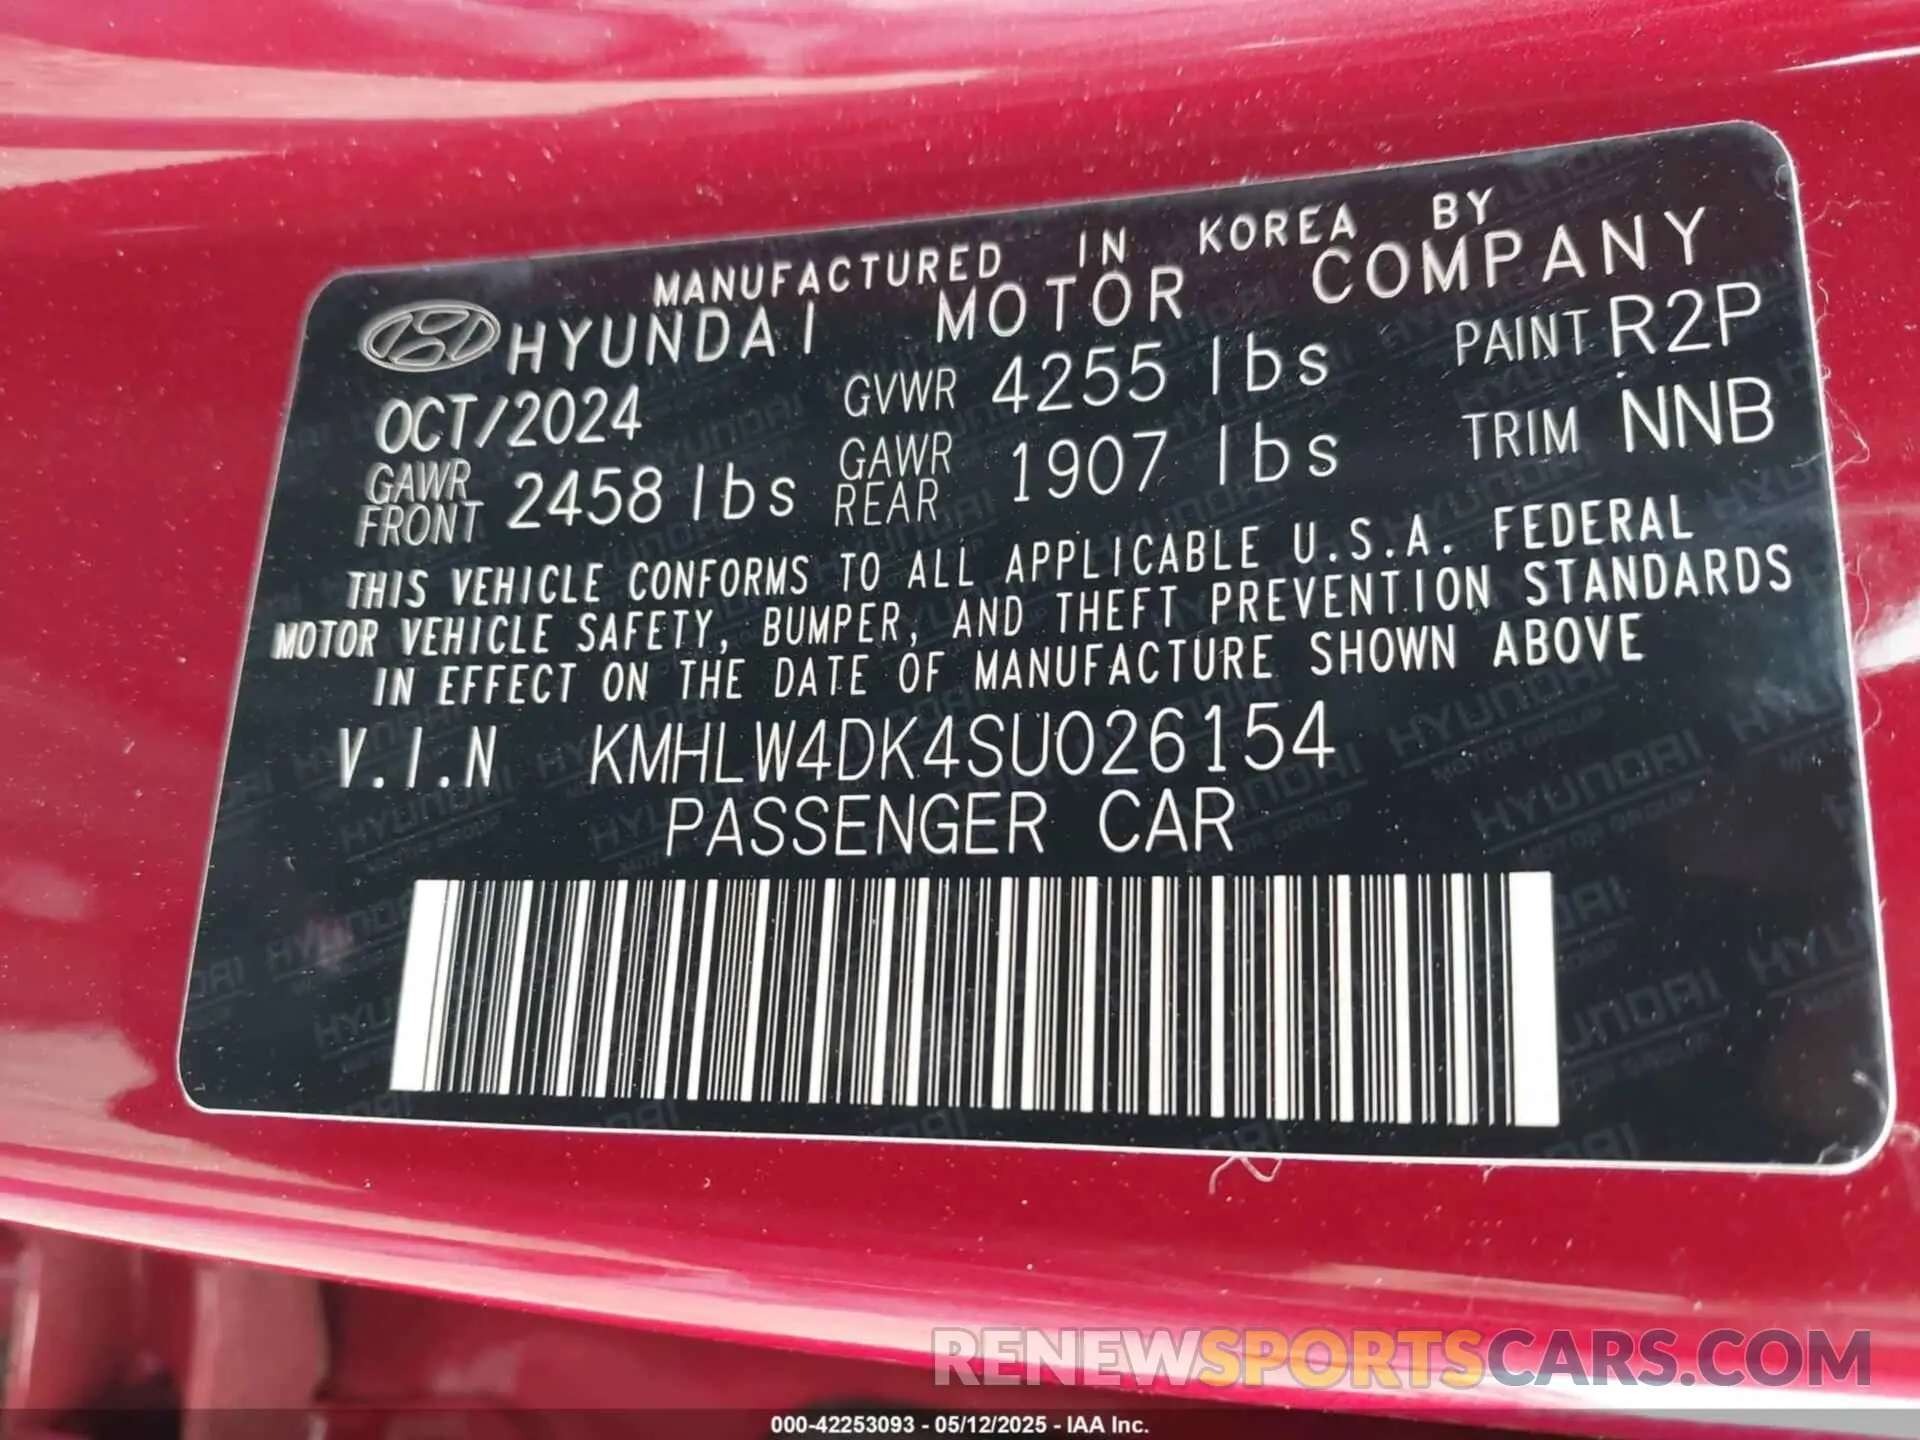 MANUFACTURED IN KOREA BY
HYUNDAI MOTOR COMPANY
OCT/2024 GVWR 4255 lbs PAINT R2P
GAWR FRONT 2458 lbs GAWR REAR 1907 lbs TRIM NNB
THIS VEHICLE CONFORMS TO ALL APPLICABLE U.S.A. FEDERAL
MOTOR VEHICLE SAFETY, BUMPER, AND THEFT PREVENTION STANDARDS
IN EFFECT ON THE DATE OF MANUFACTURE SHOWN ABOVE
V.I.N KMHLW4DK4SU026154
PASSENGER CAR
RENEWSPORTSCARS.COM
000-42253093 - 05/12/2025 - IAA Inc.